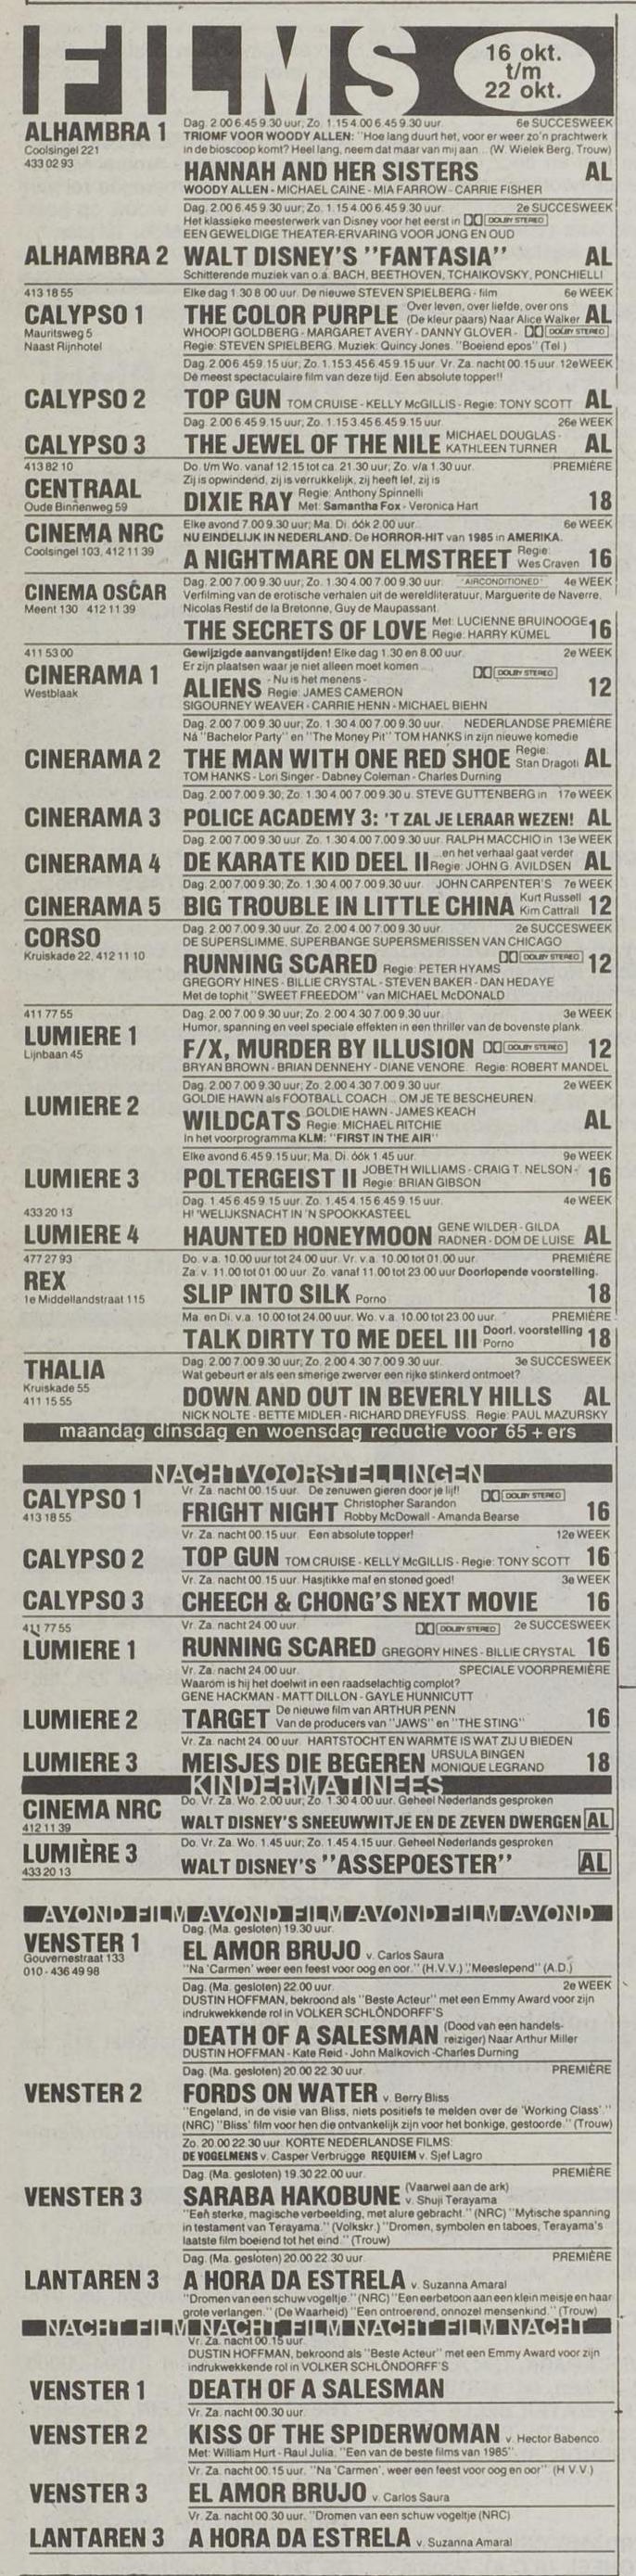 FILMS
16 okt.
t/m
22 okt.
Dag. 2.00 6.45 9.30 uur; Zo. 1.15 4.00 6.45 9.30 uur. 6e SUCCESWEEK
ALHAMBRA 1 TRIOMF VOOR WOODY ALLEN: "Hoe lang duurt het, voor er weer zo'n prachtwerk
Coolsingel 221 in de bioscoop komt? Heel lang, neem dat maar van mij aan... (W. Wielek Berg, Trouw)
433 02 93
HANNAH AND HER SISTERS AL
WOODY ALLEN - MICHAEL CAINE - MIA FARROW - CARRIE FISHER
Dag. 2.00 6.45 9.30 uur; Zo. 1.15 4.00 6.45 9.30 uur. 2e SUCCESWEEK
Het klassieke meesterwerk van Disney voor het eerst in DOLBY STEREO
EEN GEWELDIGE THEATER-ERVARING VOOR JONG EN OUD
ALHAMBRA 2 WALT DISNEY'S "FANTASIA" AL
Schitterende muziek van o.a. BACH, BEETHOVEN, TCHAIKOVSKY, PONCHIELLI
413 18 55 Elke dag 1.30 8.00 uur. De nieuwe STEVEN SPIELBERG - film 6e WEEK
CALYPSO 1 THE COLOR PURPLE Over leven, over liefde, over ons AL
Mauritsweg 5 (De kleur paars) Naar Alice Walker
Naast Rijnhotel WHOOPI GOLDBERG - MARGARET AVERY - DANNY GLOVER - DOLBY STEREO
Regie: STEVEN SPIELBERG. Muziek: Quincy Jones. "Boeiend epos" (Tel.)
Dag. 2.00 6.45 9.15 uur; Zo. 1.15 3.45 6.45 9.15 uur. Vr. Za. nacht 00.15 uur. 12e WEEK
De meest spectaculaire film van deze tijd. Een absolute topper!!
CALYPSO 2 TOP GUN TOM CRUISE - KELLY McGILLIS - Regie: TONY SCOTT AL
Dag. 2.00 6.45 9.15 uur; Zo. 1.15 3.45 6.45 9.15 uur. 26e WEEK
CALYPSO 3 THE JEWEL OF THE NILE MICHAEL DOUGLAS - AL
KATHLEEN TURNER
413 82 10 Do. t/m Wo. vanaf 12.15 tot ca. 21.30 uur; Zo. v/a 1.30 uur. PREMIÈRE
CENTRAAL Zij is opwindend, zij is verrukkelijk, zij heeft lef, zij is
Oude Binnenweg 59 DIXIE RAY Regie: Anthony Spinnelli 18
Met: Samantha Fox - Veronica Hart
Elke avond 7.00 9.30 uur; Ma. Di. óók 2.00 uur. 6e WEEK
CINEMA NRC NU EINDELIJK IN NEDERLAND. De HORROR-HIT van 1985 in AMERIKA.
Coolsingel 103, 412 11 39 A NIGHTMARE ON ELMSTREET Regie: Wes Craven 16
Dag. 2.00 7.00 9.30 uur; Zo. 1.30 4.00 7.00 9.30 uur. "AIRCONDITIONED" 4e WEEK
CINEMA OSCAR Verfilming van de erotische verhalen uit de wereldliteratuur, Marguerite de Naverre,
Meent 130 412 11 39 Nicolas Restif de la Bretonne, Guy de Maupassant.
THE SECRETS OF LOVE Met: LUCIENNE BRUINOOGE 16
Regie: HARRY KÜMEL
411 53 00 Gewijzigde aanvangstijden! Elke dag 1.30 en 8.00 uur. 2e WEEK
CINERAMA 1 Er zijn plaatsen waar je niet alleen moet komen... DOLBY STEREO
Westblaak ALIENS - Nu is het menens - 12
Regie: JAMES CAMERON
SIGOURNEY WEAVER - CARRIE HENN - MICHAEL BIEHN
Dag. 2.00 7.00 9.30 uur; Zo. 1.30 4.00 7.00 9.30 uur. NEDERLANDSE PREMIÈRE
Ná "Bachelor Party" en "The Money Pit" TOM HANKS in zijn nieuwe komedie
CINERAMA 2 THE MAN WITH ONE RED SHOE Regie: Stan Dragoti AL
TOM HANKS - Lori Singer - Dabney Coleman - Charles Durning
Dag. 2.00 7.00 9.30; Zo. 1.30 4.00 7.00 9.30 u. STEVE GUTTENBERG in 17e WEEK
CINERAMA 3 POLICE ACADEMY 3: 'T ZAL JE LERAAR WEZEN! AL
Dag. 2.00 7.00 9.30 uur. Zo. 1.30 4.00 7.00 9.30 uur. RALPH MACCHIO in 13e WEEK
CINERAMA 4 DE KARATE KID DEEL II ...en het verhaal gaat verder AL
Regie: JOHN G. AVILDSEN
Dag. 2.00 7.00 9.30; Zo. 1.30 4.00 7.00 9.30 uur. JOHN CARPENTER'S 7e WEEK
CINERAMA 5 BIG TROUBLE IN LITTLE CHINA Kurt Russell 12
Kim Cattrall
CORSO Dag. 2.00 7.00 9.30 uur. Zo. 2.00 4.00 7.00 9.30 uur. 2e SUCCESWEEK
Kruiskade 22, 412 11 10 DE SUPERSLIMME, SUPERBANGE SUPERSMERISSEN VAN CHICAGO
RUNNING SCARED Regie: PETER HYAMS DOLBY STEREO 12
GREGORY HINES - BILLIE CRYSTAL - STEVEN BAKER - DAN HEDAYE
Met de tophit "SWEET FREEDOM" van MICHAEL McDONALD
411 77 55 Dag. 2.00 7.00 9.30 uur; Zo. 2.00 4.30 7.00 9.30 uur. 3e WEEK
LUMIERE 1 Humor, spanning en veel speciale effekten in een thriller van de bovenste plank.
Lijnbaan 45 F/X, MURDER BY ILLUSION DOLBY STEREO 12
BRYAN BROWN - BRIAN DENNEHY - DIANE VENORE. Regie: ROBERT MANDEL
Dag. 2.00 7.00 9.30 uur; Zo. 2.00 4.30 7.00 9.30 uur. 2e WEEK
LUMIERE 2 GOLDIE HAWN als FOOTBALL COACH... OM JE TE BESCHEUREN.
WILDCATS GOLDIE HAWN - JAMES KEACH AL
Regie: MICHAEL RITCHIE
In het voorprogramma KLM: "FIRST IN THE AIR"
Elke avond 6.45 9.15 uur; Ma. Di. óók 1.45 uur. 9e WEEK
LUMIERE 3 POLTERGEIST II JOBETH WILLIAMS - CRAIG T. NELSON - 16
Regie: BRIAN GIBSON
Dag. 1.45 6.45 9.15 uur. Zo. 1.45 4.15 6.45 9.15 uur. 4e WEEK
433 20 13 H! 'WELIJKSNACHT IN 'N SPOOKKASTEEL
LUMIERE 4 HAUNTED HONEYMOON GENE WILDER - GILDA AL
RADNER - DOM DE LUISE
477 27 93 Do. v.a. 10.00 uur tot 24.00 uur. Vr. v.a. 10.00 tot 01.00 uur. PREMIÈRE
REX Za. v. 11.00 tot 01.00 uur. Zo. vanaf 11.00 tot 23.00 uur Doorlopende voorstelling.
1e Middellandstraat 115 SLIP INTO SILK Porno 18
Ma. en Di. v.a. 10.00 tot 24.00 uur. Wo. v.a. 10.00 tot 23.00 uur. PREMIÈRE
TALK DIRTY TO ME DEEL III Doorl. voorstelling 18
Porno
Dag. 2.00 7.00 9.30 uur; Zo. 2.00 4.30 7.00 9.30 uur. 3e SUCCESWEEK
THALIA Wat gebeurt er als een smerige zwerver een rijke stinkerd ontmoet?
Kruiskade 55 DOWN AND OUT IN BEVERLY HILLS AL
411 15 55 NICK NOLTE - BETTE MIDLER - RICHARD DREYFUSS. Regie: PAUL MAZURSKY
maandag dinsdag en woensdag reductie voor 65+ers
NACHTVOORSTELLINGEN
Vr. Za. nacht 00.15 uur. De zenuwen gieren door je lijf!! DOLBY STEREO
CALYPSO 1 FRIGHT NIGHT Christopher Sarandon 16
413 18 55 Robby McDowall - Amanda Bearse
Vr. Za. nacht 00.15 uur. Een absolute topper! 12e WEEK
CALYPSO 2 TOP GUN TOM CRUISE - KELLY McGILLIS - Regie: TONY SCOTT 16
Vr. Za. nacht 00.15 uur. Hasjtikke maf en stoned goed! 3e WEEK
CALYPSO 3 CHEECH & CHONG'S NEXT MOVIE 16
411 77 55 Vr. Za. nacht 24.00 uur. DOLBY STEREO 2e SUCCESWEEK
LUMIERE 1 RUNNING SCARED GREGORY HINES - BILLIE CRYSTAL 16
Vr. Za. nacht 24.00 uur. SPECIALE VOORPREMIÈRE
Waarom is hij het doelwit in een raadselachtig complot?
GENE HACKMAN - MATT DILLON - GAYLE HUNNICUTT
LUMIERE 2 TARGET De nieuwe film van ARTHUR PENN 16
Van de producers van "JAWS" en "THE STING"
Vr. Za. nacht 24.00 uur. HARTSTOCHT EN WARMTE IS WAT ZIJ U BIEDEN
LUMIERE 3 MEISJES DIE BEGEREN URSULA BINGEN 18
MONIQUE LEGRAND
KINDERMATINEES
Do. Vr. Za. Wo. 2.00 uur; Zo. 1.30 4.00 uur. Geheel Nederlands gesproken
CINEMA NRC WALT DISNEY'S SNEEUWWITJE EN DE ZEVEN DWERGEN AL
412 11 39
Do. Vr. Za. Wo. 1.45 uur; Zo. 1.45 4.15 uur. Geheel Nederlands gesproken
LUMIÈRE 3 WALT DISNEY'S "ASSEPOESTER" AL
433 20 13
AVOND FILM AVOND FILM AVOND FILM AVOND
Dag. (Ma. gesloten) 19.30 uur.
VENSTER 1 EL AMOR BRUJO v. Carlos Saura
Gouvernestraat 133
010 - 436 49 98 "Na 'Carmen' weer een feest voor oog en oor." (H.V.V.) "Meeslepend" (A.D.)
Dag. (Ma. gesloten) 22.00 uur. 2e WEEK
DUSTIN HOFFMAN, bekroond als "Beste Acteur" met een Emmy Award voor zijn
indrukwekkende rol in VOLKER SCHLÖNDORFF'S
DEATH OF A SALESMAN (Dood van een handels-
reiziger) Naar Arthur Miller
DUSTIN HOFFMAN - Kate Reid - John Malkovich - Charles Durning
Dag. (Ma. gesloten) 20.00 22.30 uur. PREMIÈRE
VENSTER 2 FORDS ON WATER v. Berry Bliss
"Engeland, in de visie van Bliss, niets positiefs te melden over de 'Working Class'."
(NRC) "Bliss' film voor hen die ontvankelijk zijn voor het bonkige, gestoorde." (Trouw)
Zo. 20.00 22.30 uur. KORTE NEDERLANDSE FILMS:
DE VOGELMENS v. Casper Verbrugge REQUIEM v. Sjef Lagro
Dag. (Ma. gesloten) 19.30 22.00 uur. PREMIÈRE
VENSTER 3 SARABA HAKOBUNE (Vaarwel aan de ark)
v. Shuji Terayama
"Een sterke, magische verbeelding, met allure gebracht." (NRC) "Mytische spanning
in testament van Terayama." (Volkskr.) "Dromen, symbolen en taboes, Terayama's
laatste film boeiend tot het eind." (Trouw)
Dag. (Ma. gesloten) 20.00 22.30 uur. PREMIÈRE
LANTAREN 3 A HORA DA ESTRELA v. Suzanna Amaral
"Dromen van een schuw vogeltje." (NRC) "Een eerbetoon aan een klein meisje en haar
grote verlangen." (De Waarheid) "Een ontroerend, onnozel mensenkind." (Trouw)
NACHT FILM NACHT FILM NACHT FILM NACHT
Vr. Za. nacht 00.15 uur.
DUSTIN HOFFMAN, bekroond als "Beste Acteur" met een Emmy Award voor zijn
indrukwekkende rol in VOLKER SCHLÖNDORFF'S
VENSTER 1 DEATH OF A SALESMAN
Vr. Za. nacht 00.30 uur.
VENSTER 2 KISS OF THE SPIDERWOMAN v. Hector Babenco.
Met: William Hurt - Raul Julia. "Een van de beste films van 1985".
Vr. Za. nacht 00.15 uur. "Na 'Carmen', weer een feest voor oog en oor" (H.V.V.)
VENSTER 3 EL AMOR BRUJO v. Carlos Saura
Vr. Za. nacht 00.30 uur. "Dromen van een schuw vogeltje (NRC)
LANTAREN 3 A HORA DA ESTRELA v. Suzanna Amaral